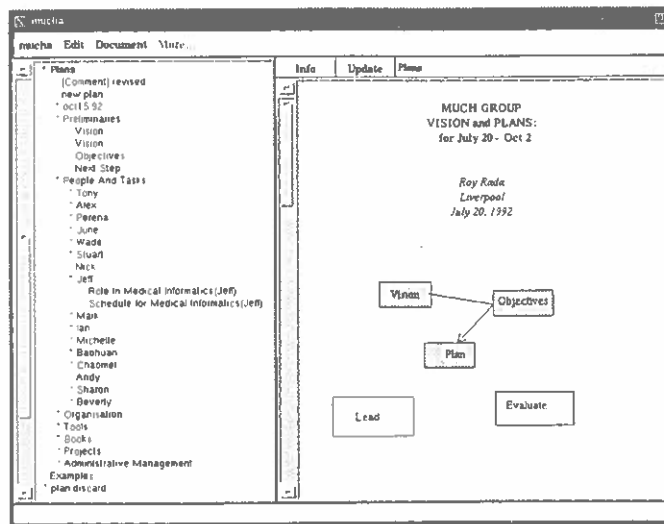 mucha
mucha Edit Document More...
Plans
[Comment] revised
new plan
oct15.92
Preliminaries
Vision
Vision
Objectives
Next Step
People And Tasks
Tony
Alex
Perena
June
Wade
Stuart
Nick
Jeff
Role In Medical Informatics(Jeff)
Schedule for Medical Informatics(Jeff)
Mark
Ian
Michelle
Baohuan
Chaomei
Andy
Sharon
Beverly
Organisation
Tools
Books
Projects
Administrative Management
Examples
plan discard
Info Update Plans
MUCH GROUP
VISION and PLANS:
for July 20 - Oct 2
Roy Rada
Liverpool
July 20, 1992
Vision
Objectives
Plan
Lead
Evaluate